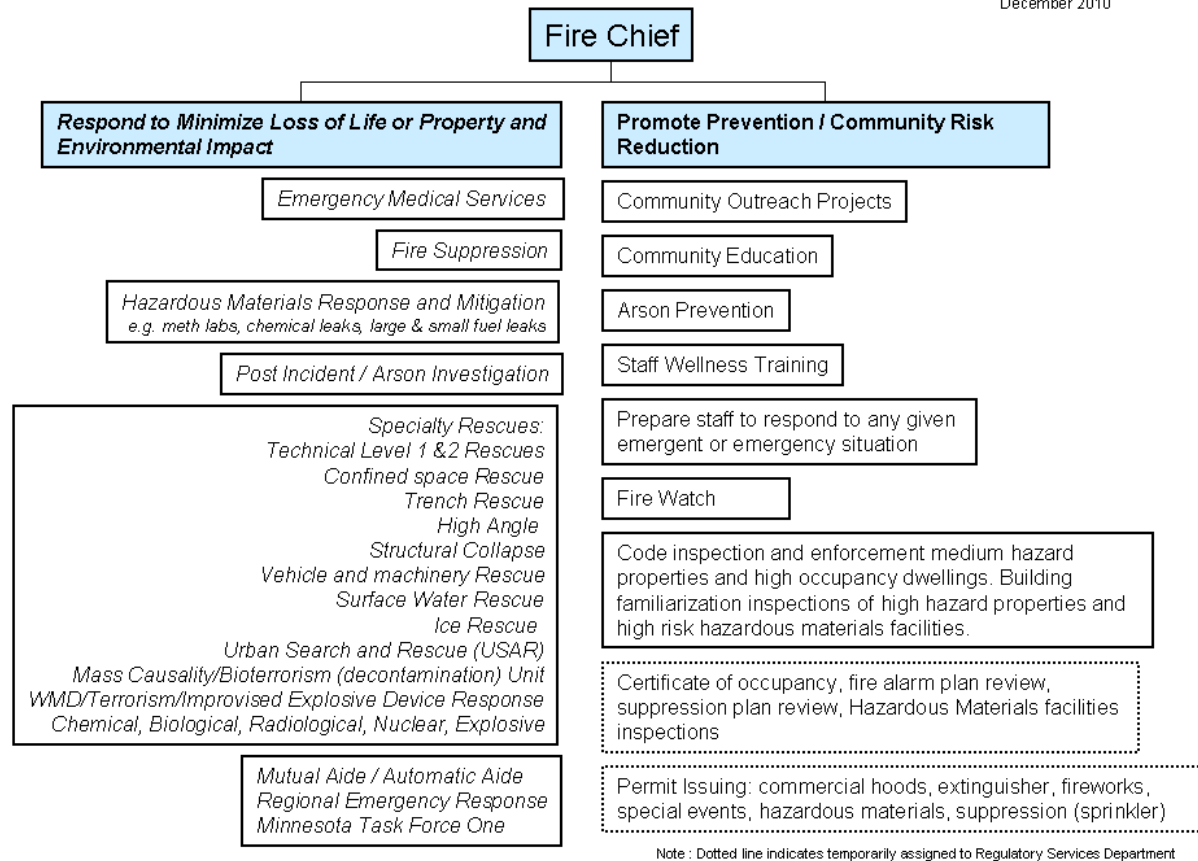 December 2010
Fire Chief
Respond to Minimize Loss of Life or Property and
Environmental Impact
Emergency Medical Services
Fire Suppression
Hazardous Materials Response and Mitigation
e.g. meth labs, chemical leaks, large & small fuel leaks
Post Incident / Arson Investigation
Specialty Rescues:
Technical Level 1 &2 Rescues
Confined space Rescue
Trench Rescue
High Angle
Structural Collapse
Vehicle and machinery Rescue
Surface Water Rescue
Ice Rescue
Urban Search and Rescue (USAR)
Mass Causality/Bioterrorism (decontamination) Unit
WMD/Terrorism/Improvised Explosive Device Response
Chemical, Biological, Radiological, Nuclear, Explosive
Mutual Aide / Automatic Aide
Regional Emergency Response
Minnesota Task Force One
Promote Prevention / Community Risk
Reduction
Community Outreach Projects
Community Education
Arson Prevention
Staff Wellness Training
Prepare staff to respond to any given
emergent or emergency situation
Fire Watch
Code inspection and enforcement medium hazard
properties and high occupancy dwellings. Building
familiarization inspections of high hazard properties and
high risk hazardous materials facilities.
Certificate of occupancy, fire alarm plan review,
suppression plan review, Hazardous Materials facilities
inspections
Permit Issuing: commercial hoods, extinguisher, fireworks,
special events, hazardous materials, suppression (sprinkler)
Note : Dotted line indicates temporarily assigned to Regulatory Services Department